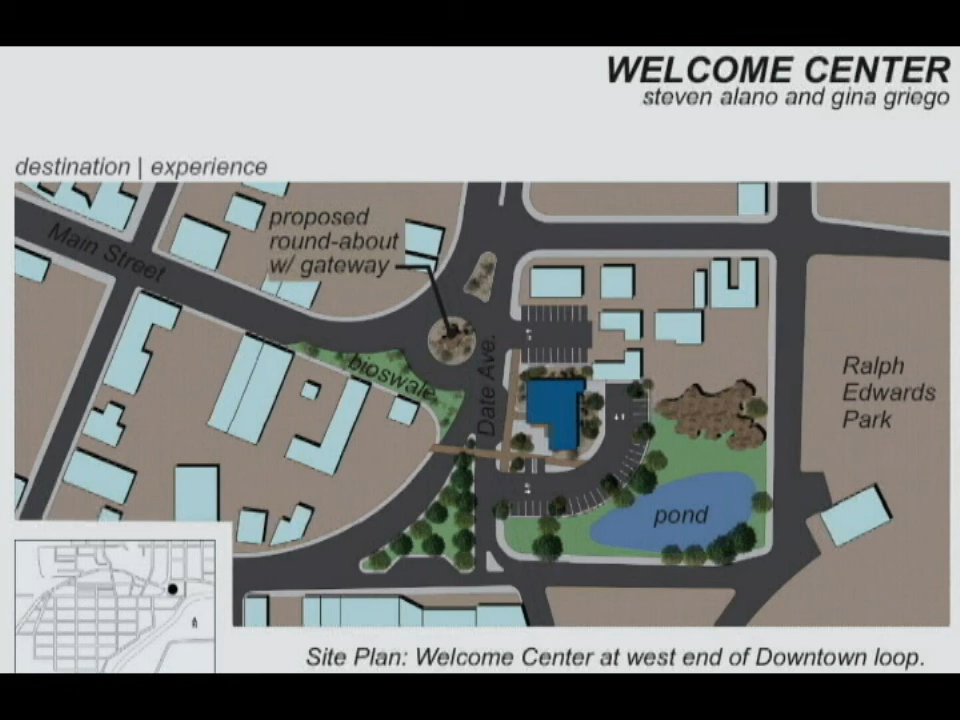 WELCOME CENTER
steven alano and gina griego
destination | experience
proposed
round-about
w/ gateway
Main Street
bioswale
Date Ave.
Ralph
Edwards
Park
pond
Site Plan: Welcome Center at west end of Downtown loop.